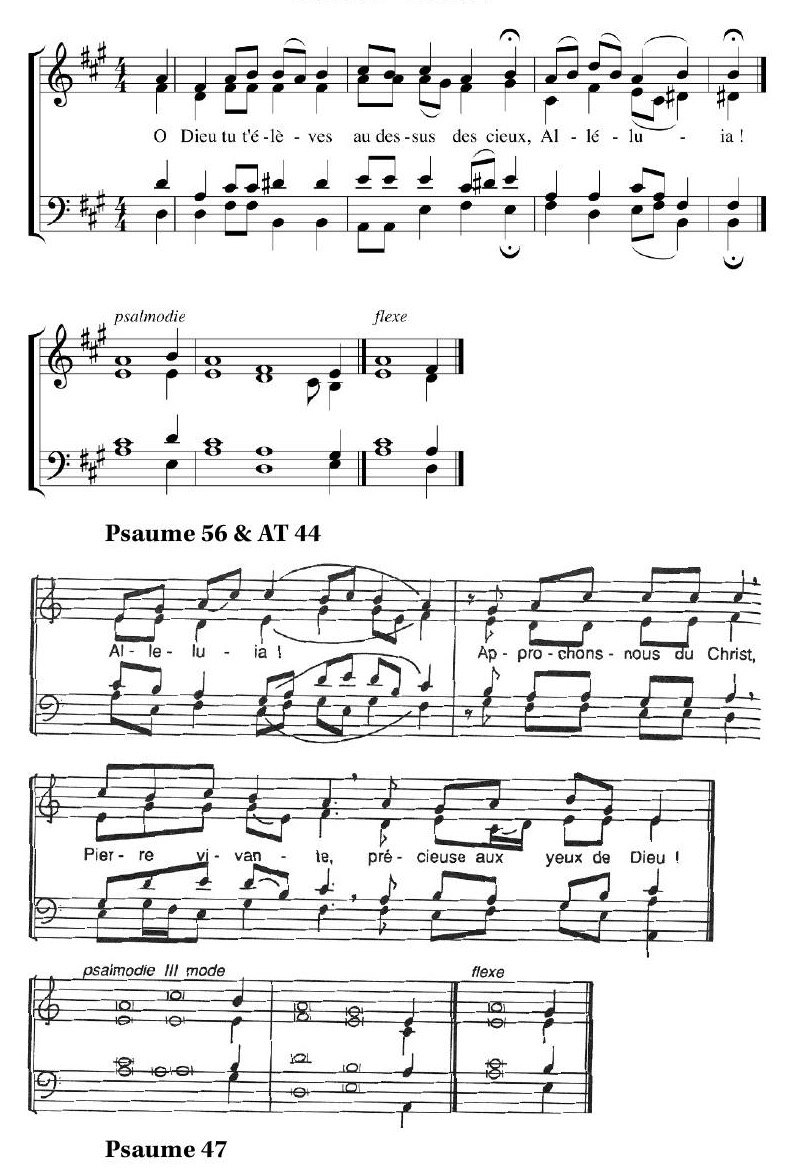 O Dieu tu t'é - lè - ves au des - sus des cieux, Al - lé - lu - ia !
psalmodie flexe
Psaume 56 & AT 44
Al - le - lu - ia ! Ap - pro - chons - nous du Christ,
Pier - re vi - van - te, pré - cieuse aux yeux de Dieu !
psalmodie III mode flexe
Psaume 47